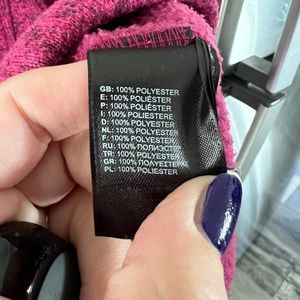 GB: 100% POLYESTER
E: 100% POLIÉSTER
P: 100% POLIÉSTER
I: 100% POLIESTERE
D: 100% POLYESTER
NL: 100% POLYESTER
F: 100% POLYESTER
RU: 100% ПОЛИЭСТЕР
TR: 100% POLYESTER
GR: 100% ΠΟΛΥΕΣΤΕΡΑΣ
PL: 100% POLIESTER